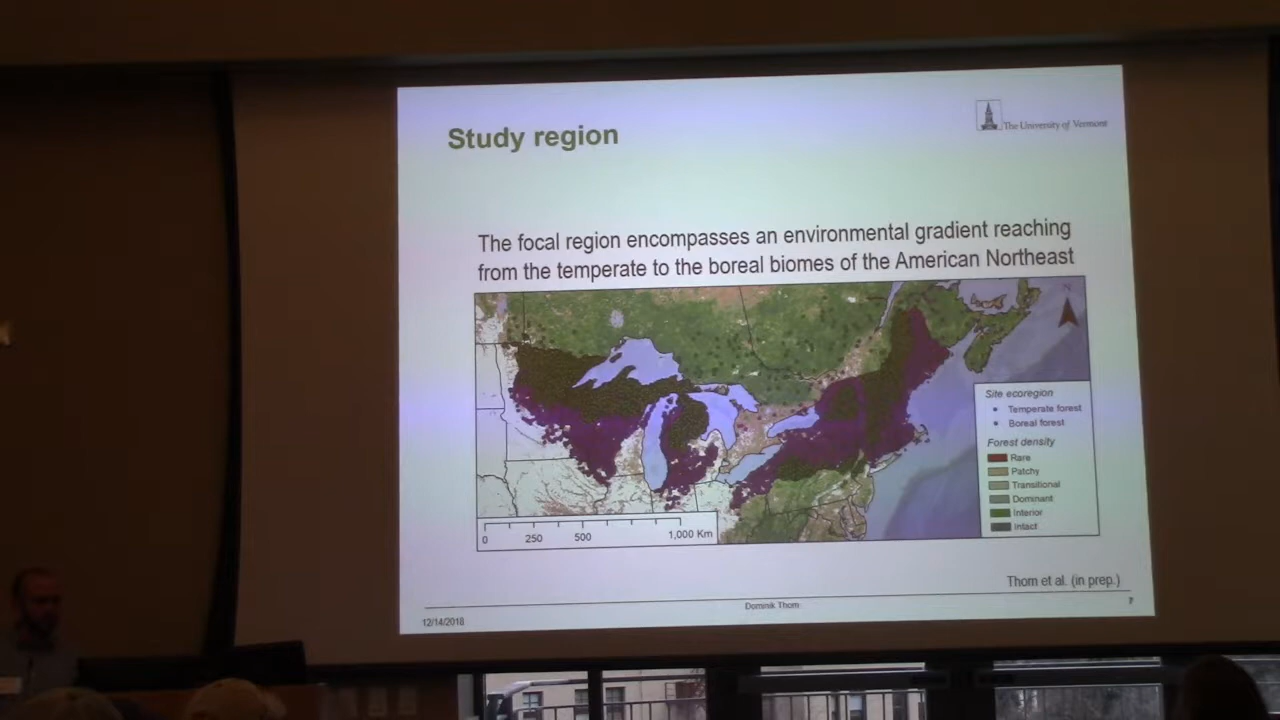 Study region
The University of Vermont
The focal region encompasses an environmental gradient reaching
from the temperate to the boreal biomes of the American Northeast
N
Site ecoregion
Temperate forest
Boreal forest
Forest density
Rare
Patchy
Transitional
Dominant
Interior
Intact
0 250 500 1,000 Km
Thom et al. (in prep.)
Dominik Thom
7
12/14/2018